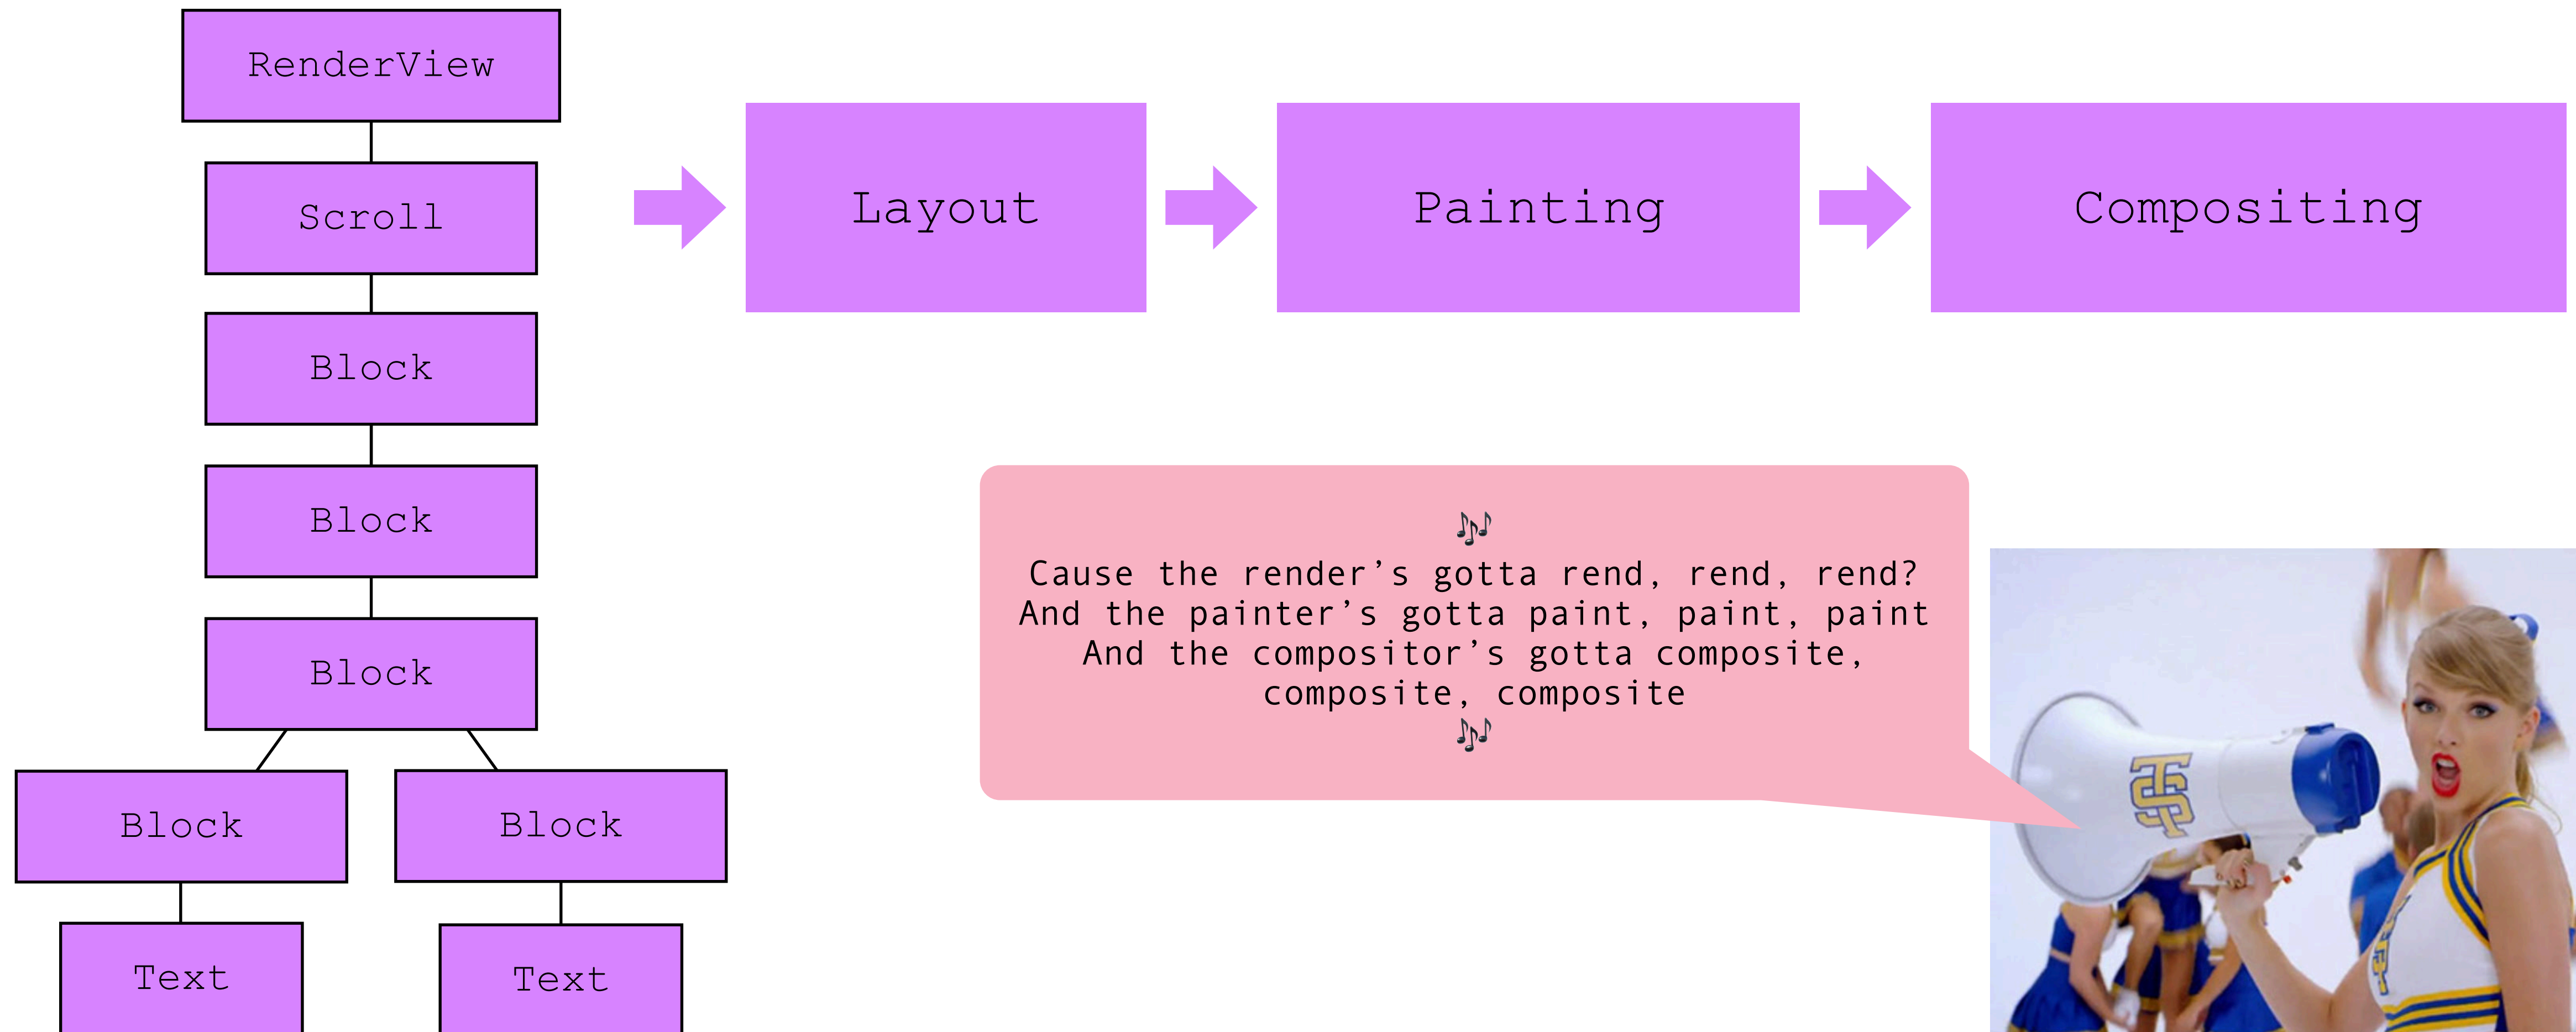 RenderView
Scroll
Block
Block
Block
Block
Block
Text
Text
Layout
Painting
Compositing
🎶
Cause the render’s gotta rend, rend, rend?
And the painter’s gotta paint, paint, paint
And the compositor’s gotta composite,
composite, composite
🎶
TS